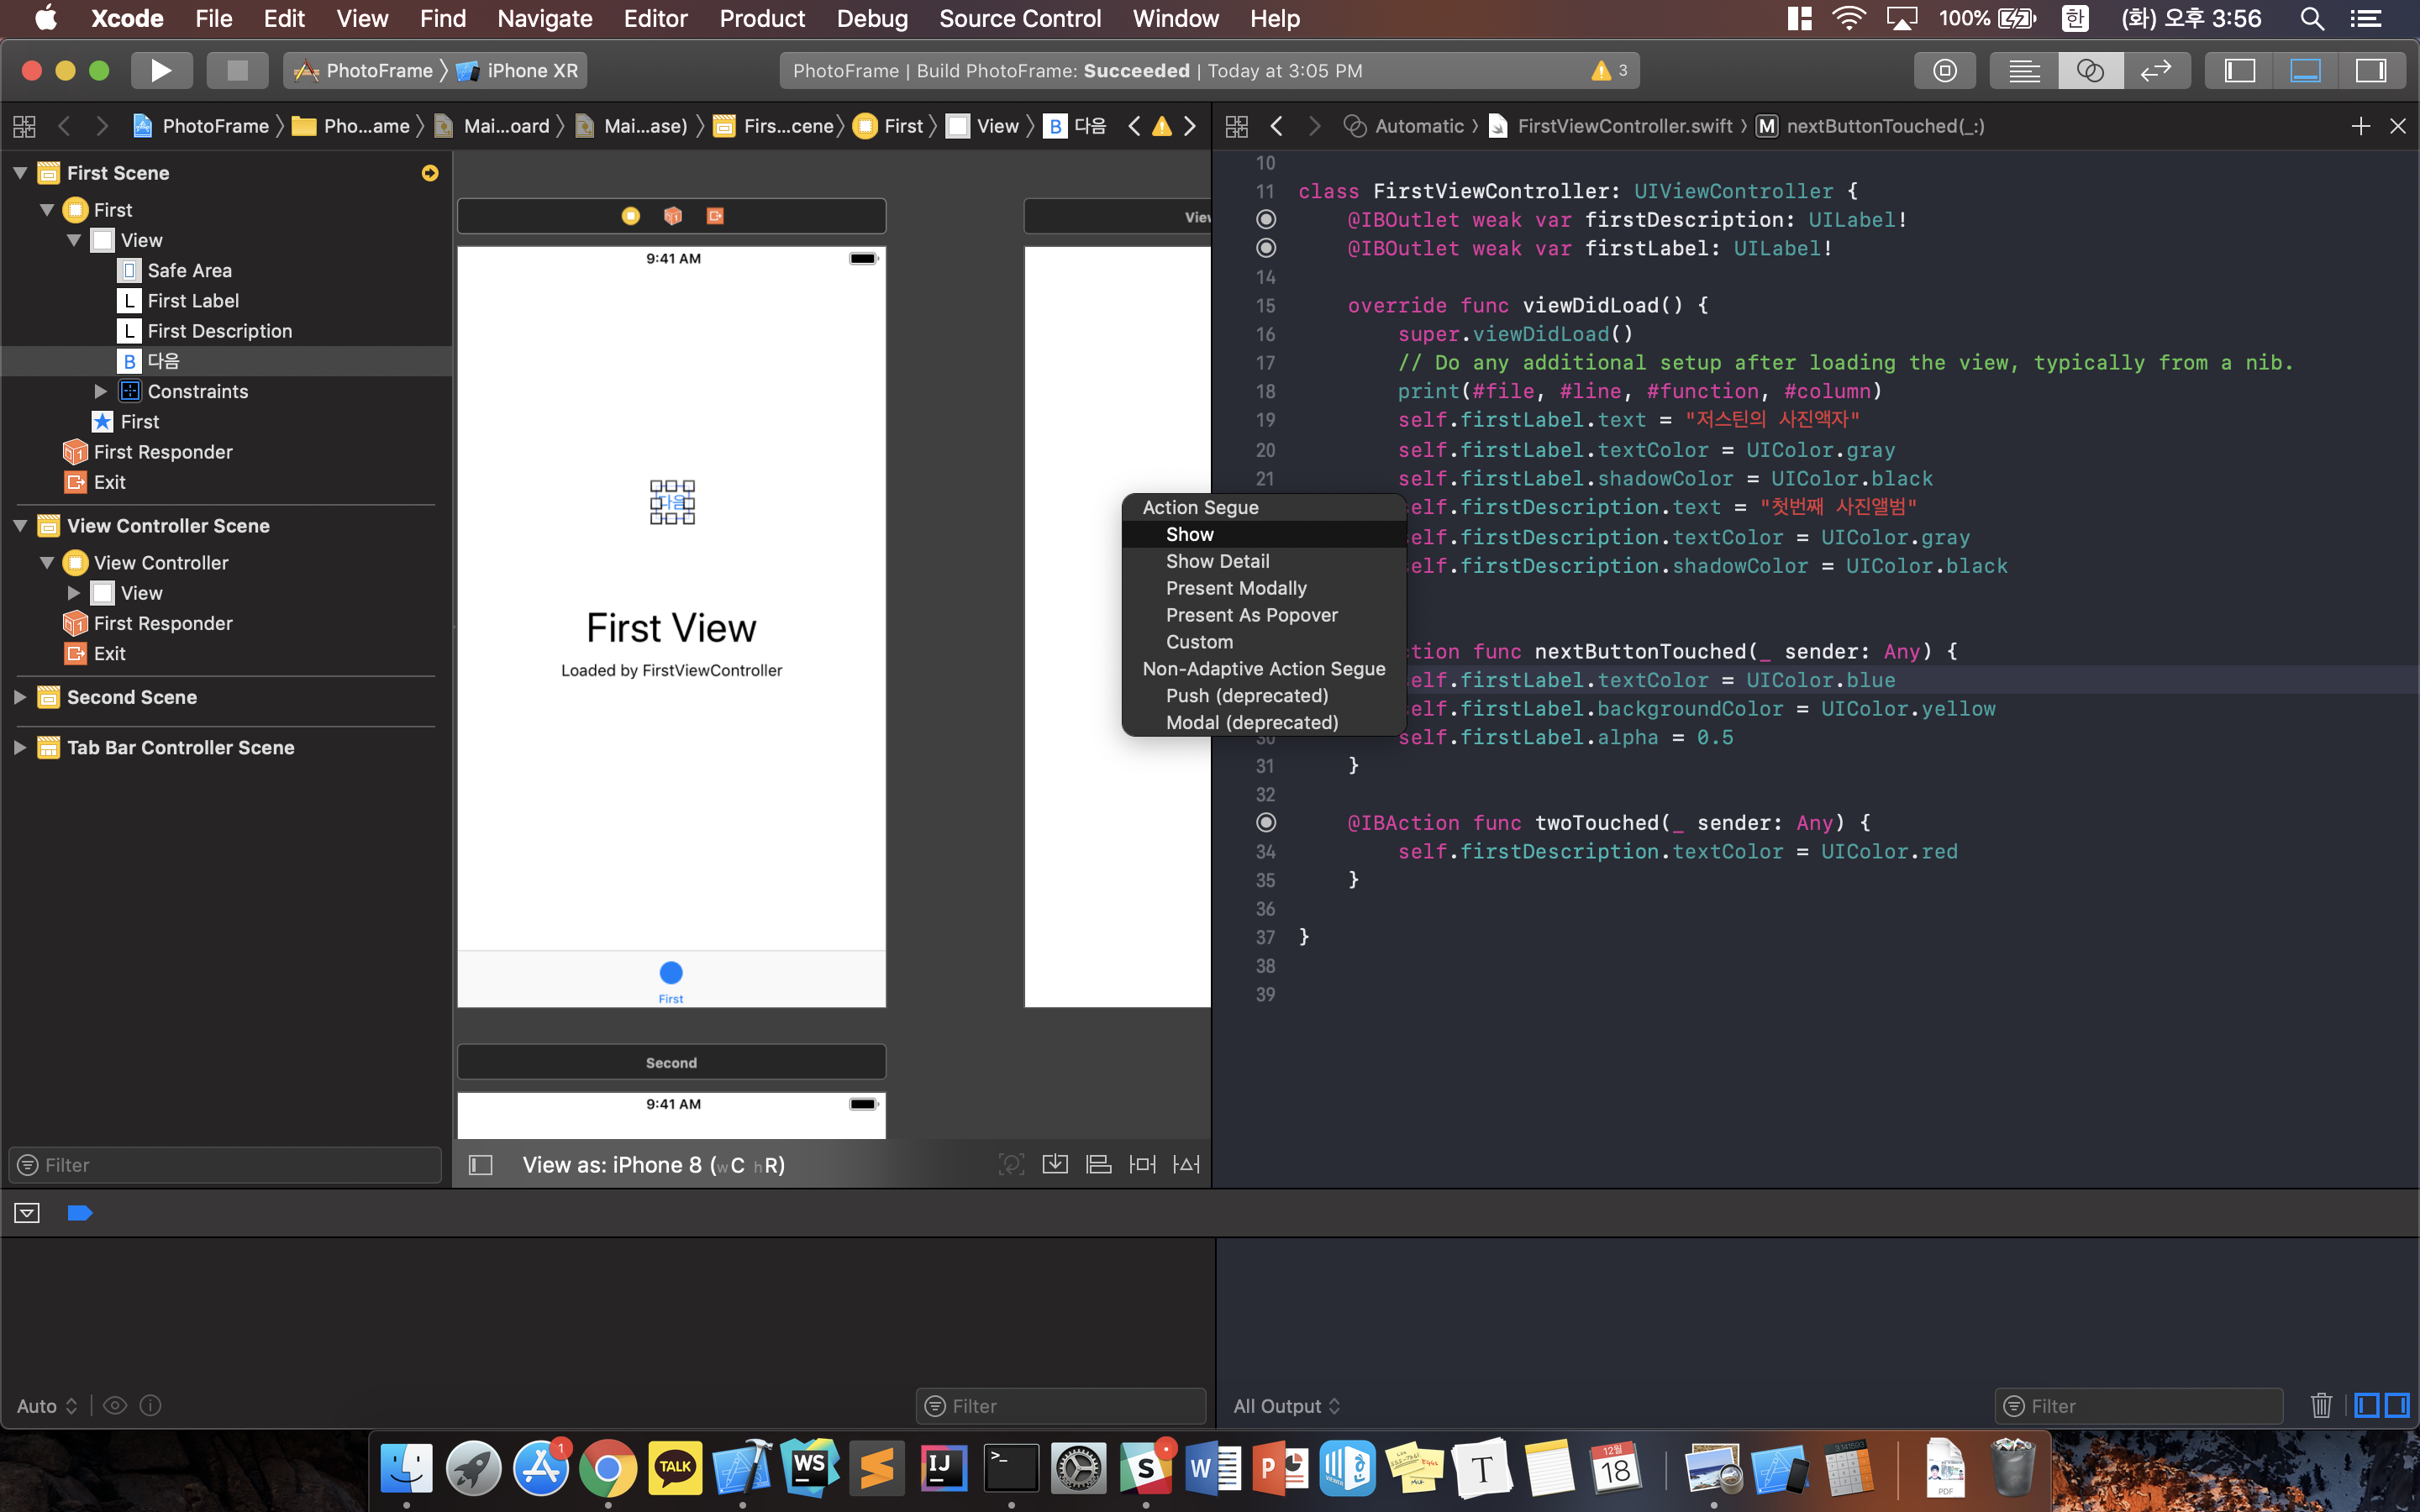 Xcode File Edit View Find Navigate Editor Product Debug Source Control Window Help 100% 한 (화) 오후 3:56
PhotoFrame iPhone XR
PhotoFrame | Build PhotoFrame: Succeeded | Today at 3:05 PM 3
PhotoFrame Pho...ame Mai...oard Mai...ase) Firs...cene First View B 다음
Automatic FirstViewController.swift M nextButtonTouched(_:)
First Scene
First
View
Safe Area
L First Label
L First Description
B 다음
Constraints
First
First Responder
Exit
View Controller Scene
View Controller
View
First Responder
Exit
Second Scene
Tab Bar Controller Scene
Filter
9:41 AM
다음
First View
Loaded by FirstViewController
First
Second
9:41 AM
View as: iPhone 8 (wC hR)
Action Segue
Show
Show Detail
Present Modally
Present As Popover
Custom
Non-Adaptive Action Segue
Push (deprecated)
Modal (deprecated)
10
11 class FirstViewController: UIViewController {
@IBOutlet weak var firstDescription: UILabel!
@IBOutlet weak var firstLabel: UILabel!
14
15 override func viewDidLoad() {
16 super.viewDidLoad()
17 // Do any additional setup after loading the view, typically from a nib.
18 print(#file, #line, #function, #column)
19 self.firstLabel.text = "저스틴의 사진액자"
20 self.firstLabel.textColor = UIColor.gray
21 self.firstLabel.shadowColor = UIColor.black
self.firstDescription.text = "첫번째 사진앨범"
elf.firstDescription.textColor = UIColor.gray
elf.firstDescription.shadowColor = UIColor.black
ction func nextButtonTouched(_ sender: Any) {
elf.firstLabel.textColor = UIColor.blue
elf.firstLabel.backgroundColor = UIColor.yellow
30 self.firstLabel.alpha = 0.5
31 }
32
@IBAction func twoTouched(_ sender: Any) {
34 self.firstDescription.textColor = UIColor.red
35 }
36
37 }
38
39
Auto Filter All Output Filter
1 TALK WS IJ >_ S W P VIEWER T 12월 18 PDF